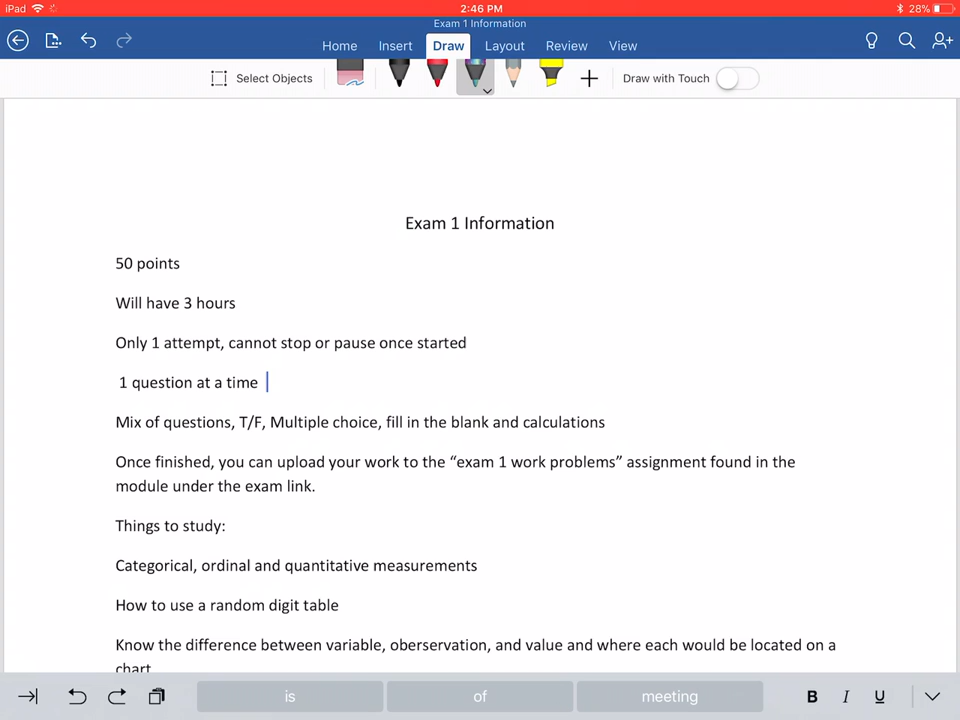 iPad 2:46 PM 28%
Exam 1 Information
Home Insert Draw Layout Review View
Select Objects Draw with Touch
Exam 1 Information
50 points
Will have 3 hours
Only 1 attempt, cannot stop or pause once started
1 question at a time
Mix of questions, T/F, Multiple choice, fill in the blank and calculations
Once finished, you can upload your work to the “exam 1 work problems” assignment found in the
module under the exam link.
Things to study:
Categorical, ordinal and quantitative measurements
How to use a random digit table
Know the difference between variable, oberservation, and value and where each would be located on a
chart
is of meeting B I U